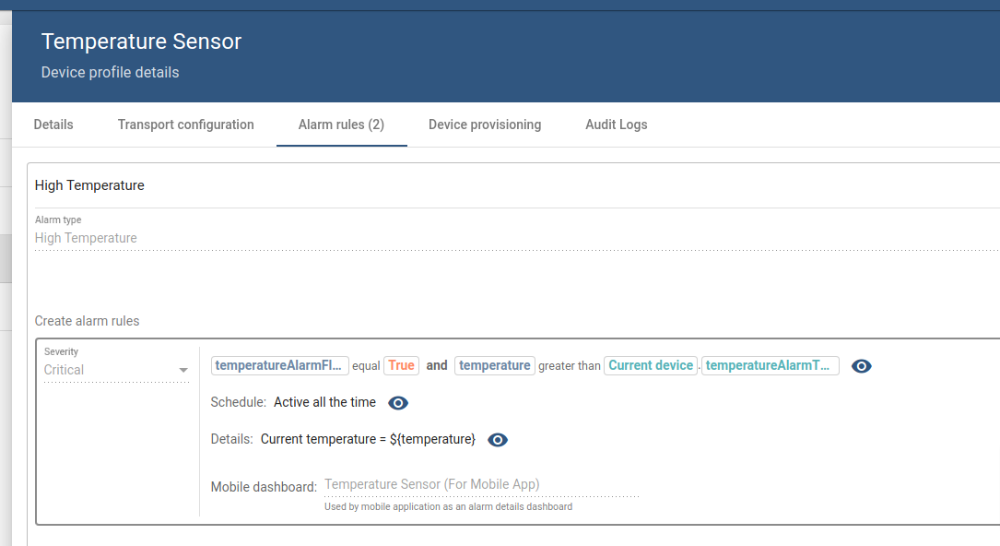 Temperature Sensor
Device profile details
Details Transport configuration Alarm rules (2) Device provisioning Audit Logs
High Temperature
Alarm type
High Temperature
Create alarm rules
Severity
Critical
temperatureAlarmFl... equal True and temperature greater than Current device.temperatureAlarmT...
Schedule: Active all the time
Details: Current temperature = ${temperature}
Mobile dashboard: Temperature Sensor (For Mobile App)
Used by mobile application as an alarm details dashboard